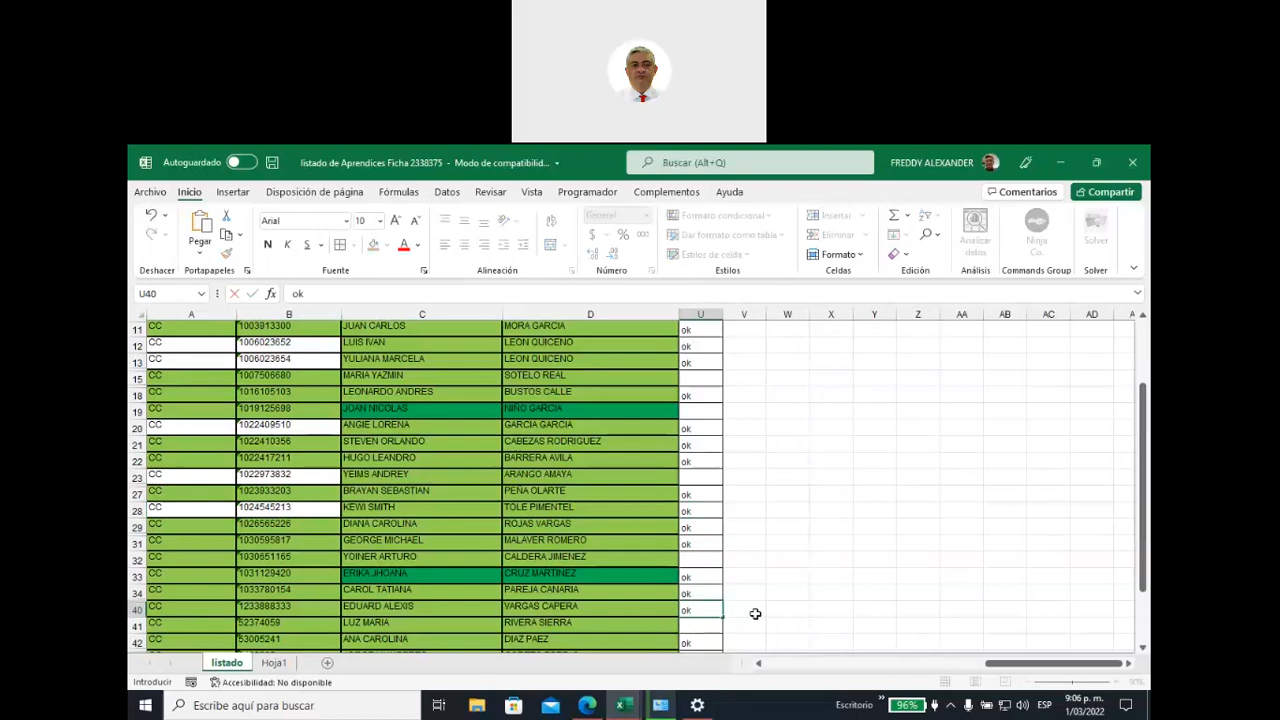 Autoguardado listado de Aprendices Ficha 2338375 - Modo de compatibilid... Buscar (Alt+Q) FREDDY ALEXANDER
Archivo Inicio Insertar Disposición de página Fórmulas Datos Revisar Vista Programador Complementos Ayuda Comentarios Compartir
Pegar Arial 10 General Formato condicional Insertar Analizar datos Ninja Co. Solver
N K S $ % 000 Dar formato como tabla Eliminar
Estilos de celda Formato
Deshacer Portapapeles Fuente Alineación Número Estilos Celdas Edición Análisis Commands Group Solver
U40 fx ok
A B C D U V W X Y Z AA AB AC AD A
11 CC 1003913300 JUAN CARLOS MORA GARCIA ok
12 CC 1006023652 LUIS IVAN LEON QUICENO ok
13 CC 1006023654 YULIANA MARCELA LEON QUICENO ok
15 CC 1007506680 MARIA YAZMIN SOTELO REAL
18 CC 1016105103 LEONARDO ANDRES BUSTOS CALLE ok
19 CC 1019125698 JOAN NICOLAS NIÑO GARCIA
20 CC 1022409510 ANGIE LORENA GARCIA GARCIA ok
21 CC 1022410356 STEVEN ORLANDO CABEZAS RODRIGUEZ ok
22 CC 1022417211 HUGO LEANDRO BARRERA AVILA ok
23 CC 1022973832 YEIMS ANDREY ARANGO AMAYA
27 CC 1023933203 BRAYAN SEBASTIAN PEÑA OLARTE ok
28 CC 1024545213 KEWI SMITH TOLE PIMENTEL ok
29 CC 1026565226 DIANA CAROLINA ROJAS VARGAS ok
31 CC 1030595817 GEORGE MICHAEL MALAVER ROMERO ok
32 CC 1030651165 YOINER ARTURO CALDERA JIMENEZ
33 CC 1031129420 ERIKA JHOANA CRUZ MARTINEZ ok
34 CC 1033780154 CAROL TATIANA PAREJA CANARIA ok
40 CC 1233888333 EDUARD ALEXIS VARGAS CAPERA ok
41 CC 52374059 LUZ MARIA RIVERA SIERRA
42 CC 53005241 ANA CAROLINA DIAZ PAEZ ok
listado Hoja1
Introducir Accesibilidad: No disponible 90%
Escribe aquí para buscar Escritorio 96% ESP 9:06 p. m.
1/03/2022